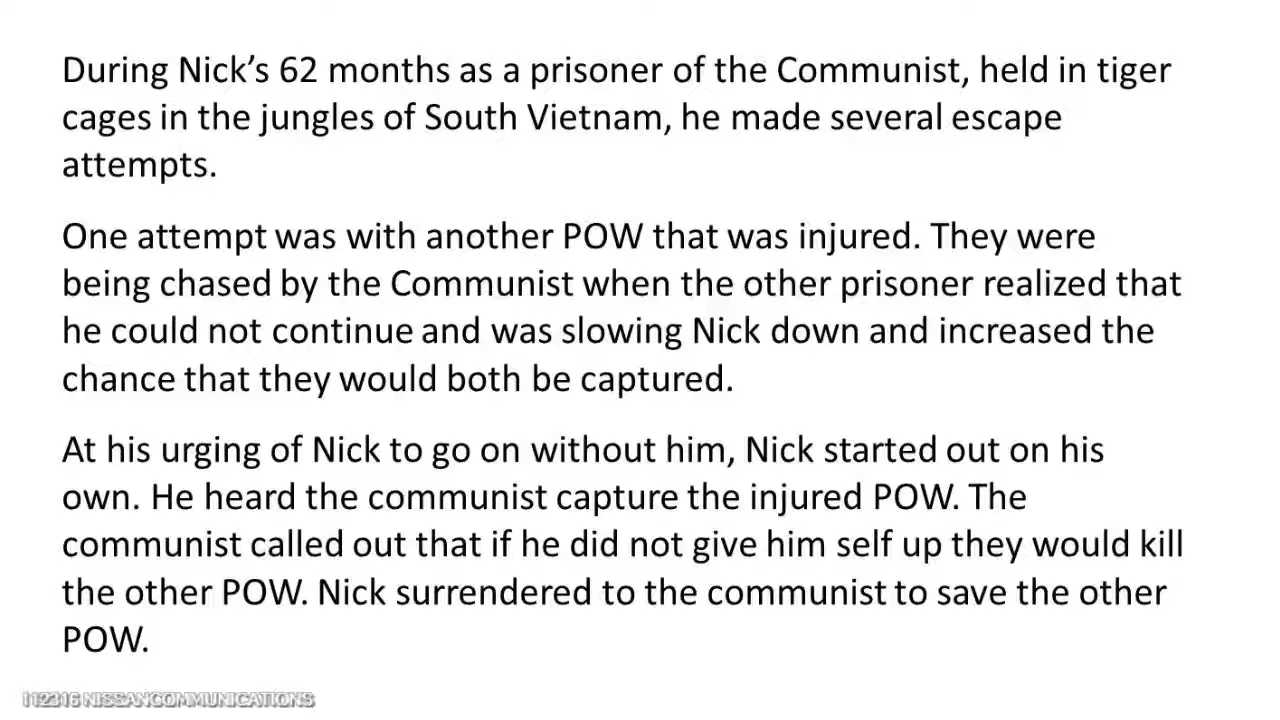 During Nick’s 62 months as a prisoner of the Communist, held in tiger
cages in the jungles of South Vietnam, he made several escape
attempts.
One attempt was with another POW that was injured. They were
being chased by the Communist when the other prisoner realized that
he could not continue and was slowing Nick down and increased the
chance that they would both be captured.
At his urging of Nick to go on without him, Nick started out on his
own. He heard the communist capture the injured POW. The
communist called out that if he did not give him self up they would kill
the other POW. Nick surrendered to the communist to save the other
POW.
112316 NISSANCOMMUNICATIONS